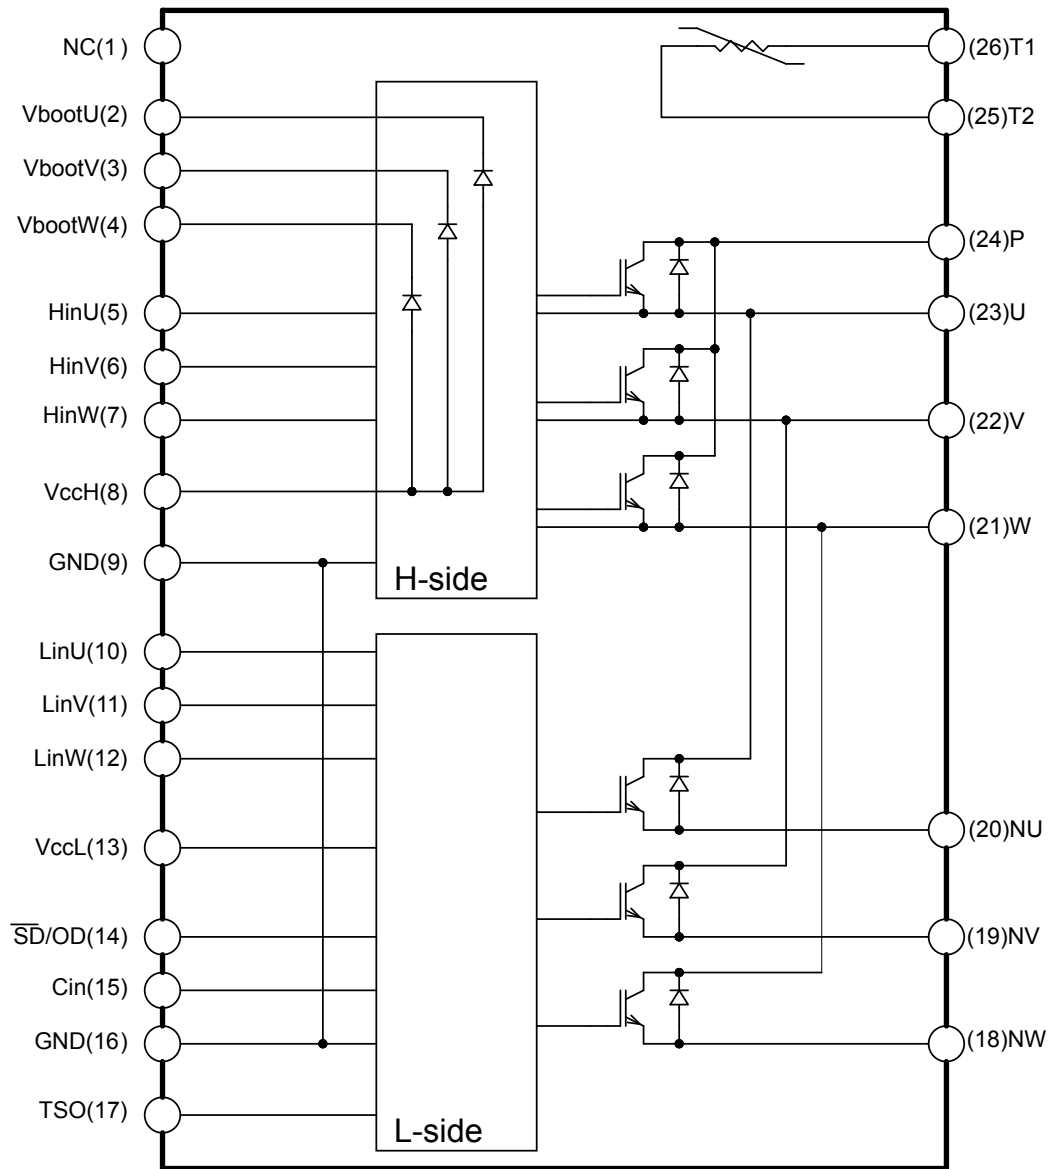 NC(1)
VbootU(2)
VbootV(3)
VbootW(4)
HinU(5)
HinV(6)
HinW(7)
VccH(8)
GND(9)
LinU(10)
LinV(11)
LinW(12)
VccL(13)
S̅D̅/OD(14)
Cin(15)
GND(16)
TSO(17)
H-side
L-side
(26)T1
(25)T2
(24)P
(23)U
(22)V
(21)W
(20)NU
(19)NV
(18)NW